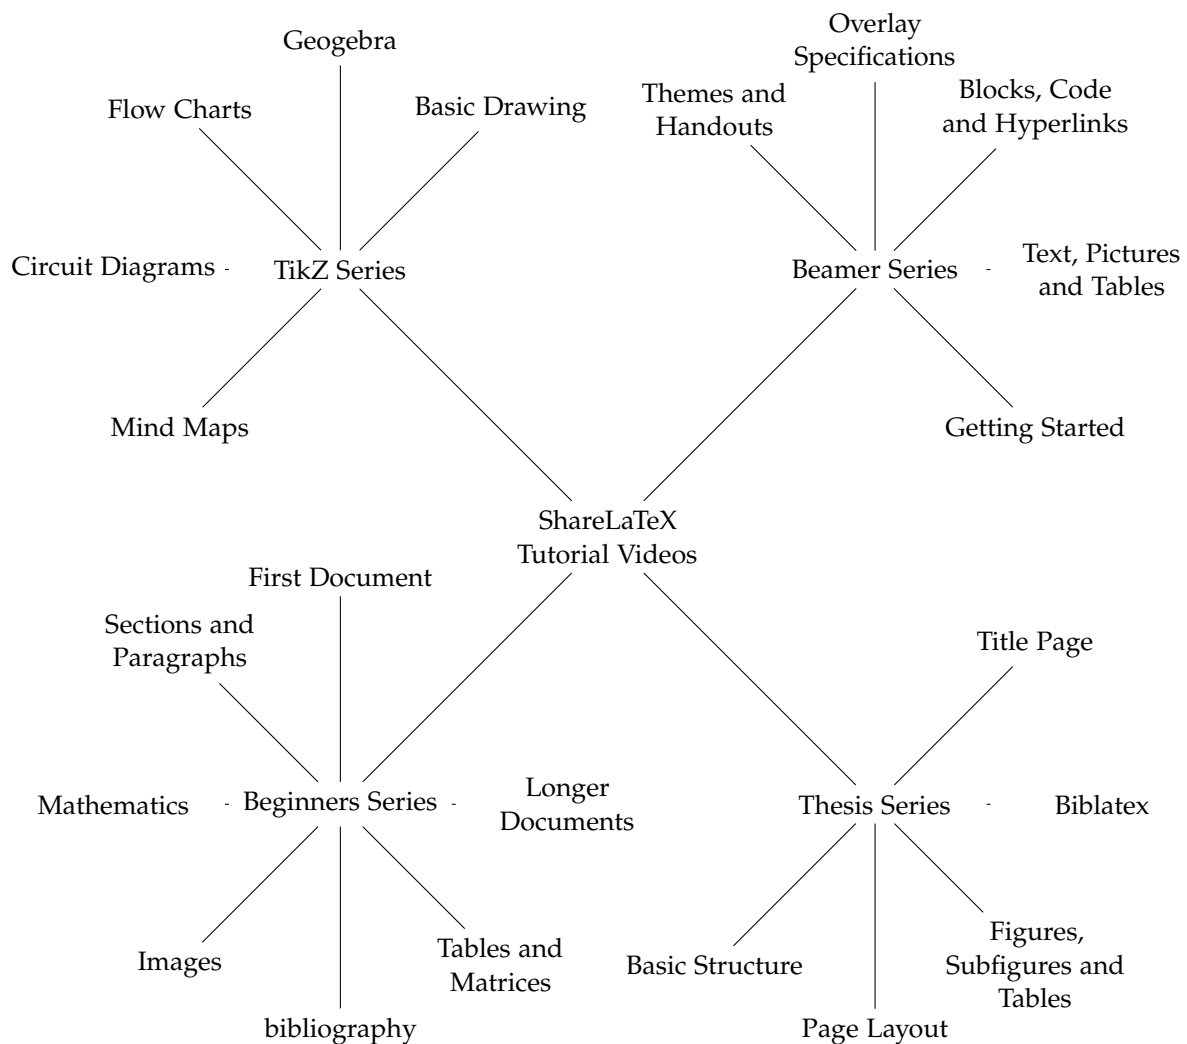 Geogebra
Flow Charts
Basic Drawing
Circuit Diagrams
TikZ Series
Mind Maps
Overlay
Specifications
Themes and
Handouts
Blocks, Code
and Hyperlinks
Beamer Series
Text, Pictures
and Tables
Getting Started
ShareLaTeX
Tutorial Videos
First Document
Sections and
Paragraphs
Mathematics
Beginners Series
Longer
Documents
Images
Tables and
Matrices
bibliography
Title Page
Thesis Series
Biblatex
Basic Structure
Figures,
Subfigures and
Tables
Page Layout